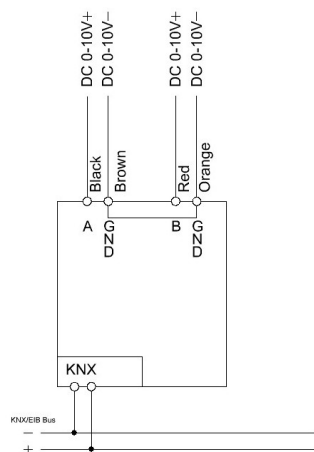 DC 0-10V+
DC 0-10V−
DC 0-10V+
DC 0-10V−
Black
Brown
Red
Orange
A
GND
B
GND
KNX
KNX/EIB Bus
−
+